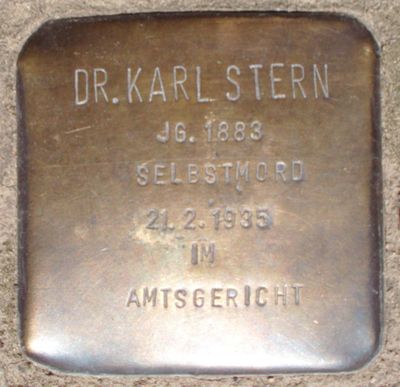 DR. KARL STERN
JG. 1883
SELBSTMORD
21. 2. 1935
IM
AMTSGERICHT